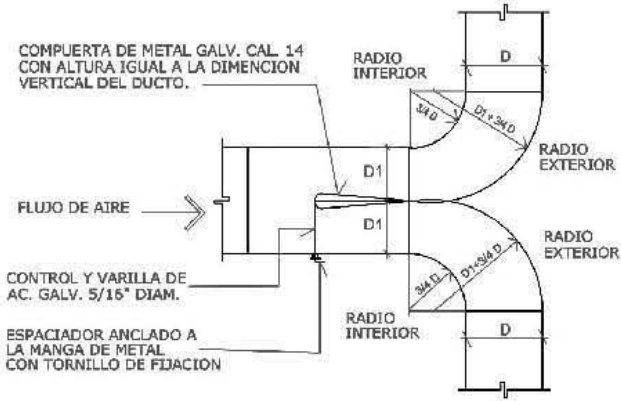 COMPUERTA DE METAL GALV. CAL. 14
CON ALTURA IGUAL A LA DIMENCION
VERTICAL DEL DUCTO.
RADIO
INTERIOR
D
3/4 D
D1+3/4 D
RADIO
EXTERIOR
D1
FLUJO DE AIRE
D1
RADIO
EXTERIOR
CONTROL Y VARILLA DE
AC. GALV. 5/16" DIAM.
3/4 D
D1+3/4 D
RADIO
INTERIOR
D
ESPACIADOR ANCLADO A
LA MANGA DE METAL
CON TORNILLO DE FIJACION